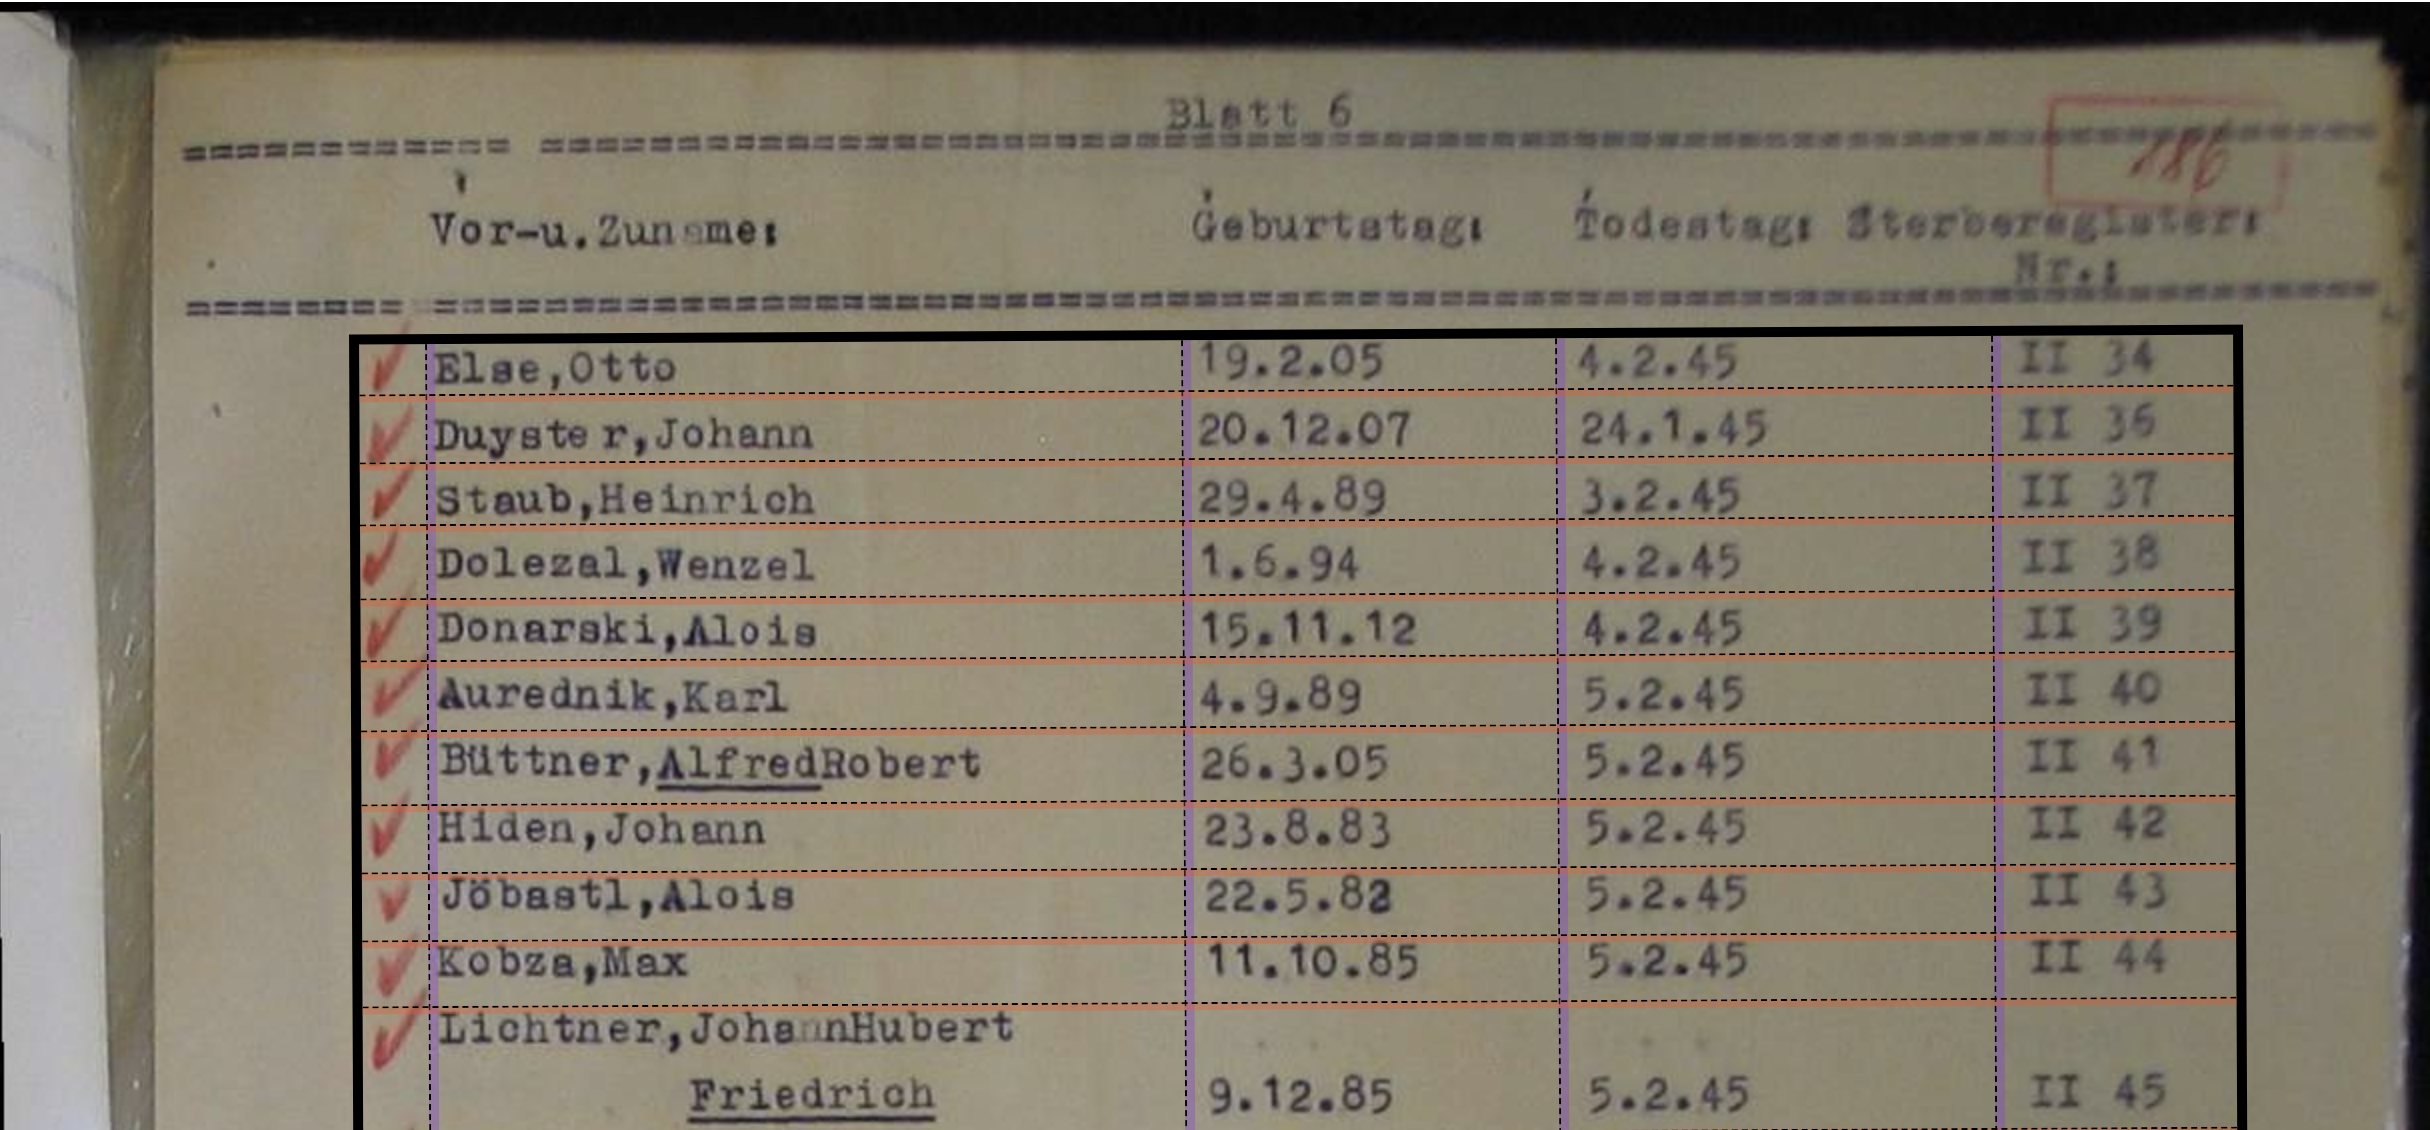 Blatt 6
186
Vor-u.Zuname: Geburtstag: Todestag: Sterberegister:
Nr.:
Else,Otto 19.2.05 4.2.45 II 34
Duyster,Johann 20.12.07 24.1.45 II 36
Staub,Heinrich 29.4.89 3.2.45 II 37
Dolezal,Wenzel 1.6.94 4.2.45 II 38
Donarski,Alois 15.11.12 4.2.45 II 39
Aurednik,Karl 4.9.89 5.2.45 II 40
Büttner,AlfredRobert 26.3.05 5.2.45 II 41
Hiden,Johann 23.8.83 5.2.45 II 42
Jöbastl,Alois 22.5.82 5.2.45 II 43
Kobza,Max 11.10.85 5.2.45 II 44
Lichtner,JohannHubert
Friedrich 9.12.85 5.2.45 II 45